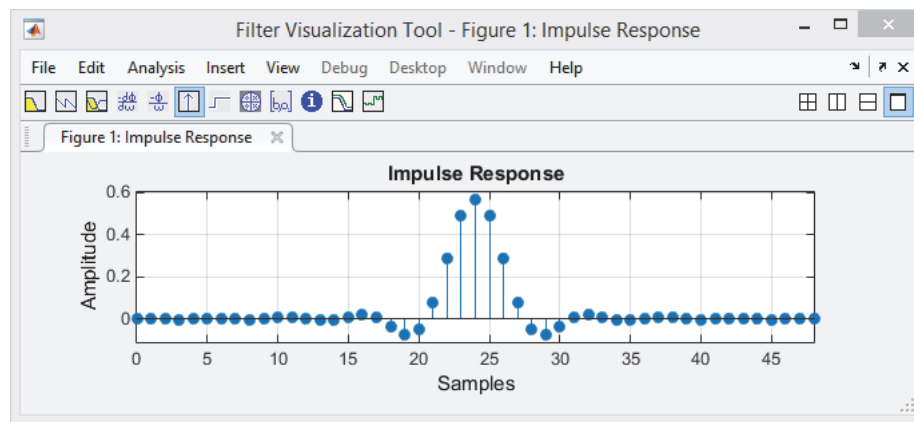 Filter Visualization Tool - Figure 1: Impulse Response
File Edit Analysis Insert View Debug Desktop Window Help
[b,a]
Figure 1: Impulse Response
Impulse Response
0.6
0.4
0.2
0
Amplitude
0 5 10 15 20 25 30 35 40 45
Samples